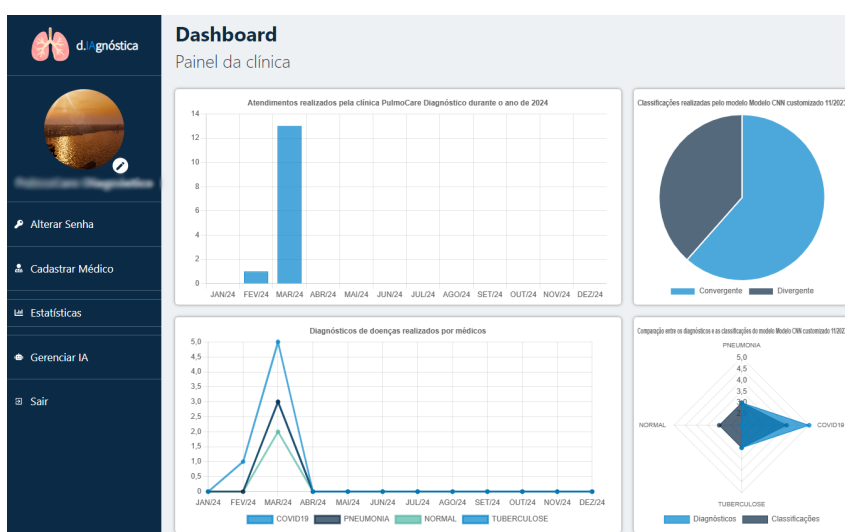 d.IAgnóstica
Alterar Senha
Cadastrar Médico
Estatísticas
Gerenciar IA
Sair
Dashboard
Painel da clínica
Atendimentos realizados pela clínica PulmoCare Diagnóstico durante o ano de 2024
14
12
10
8
6
4
2
0
JAN/24 FEV/24 MAR/24 ABR/24 MAI/24 JUN/24 JUL/24 AGO/24 SET/24 OUT/24 NOV/24 DEZ/24
Classificações realizadas pelo modelo Modelo CNN customizado 11/2023
Convergente Divergente
Diagnósticos de doenças realizados por médicos
5,0
4,5
4,0
3,5
3,0
2,5
2,0
1,5
1,0
0,5
0
JAN/24 FEV/24 MAR/24 ABR/24 MAI/24 JUN/24 JUL/24 AGO/24 SET/24 OUT/24 NOV/24 DEZ/24
COVID19 PNEUMONIA NORMAL TUBERCULOSE
Comparação entre os diagnósticos e as classificações do modelo Modelo CNN customizado 11/2023
PNEUMONIA
5,0
4,5
4,0
3,5
3,0
NORMAL
COVID19
TUBERCULOSE
Diagnósticos Classificações